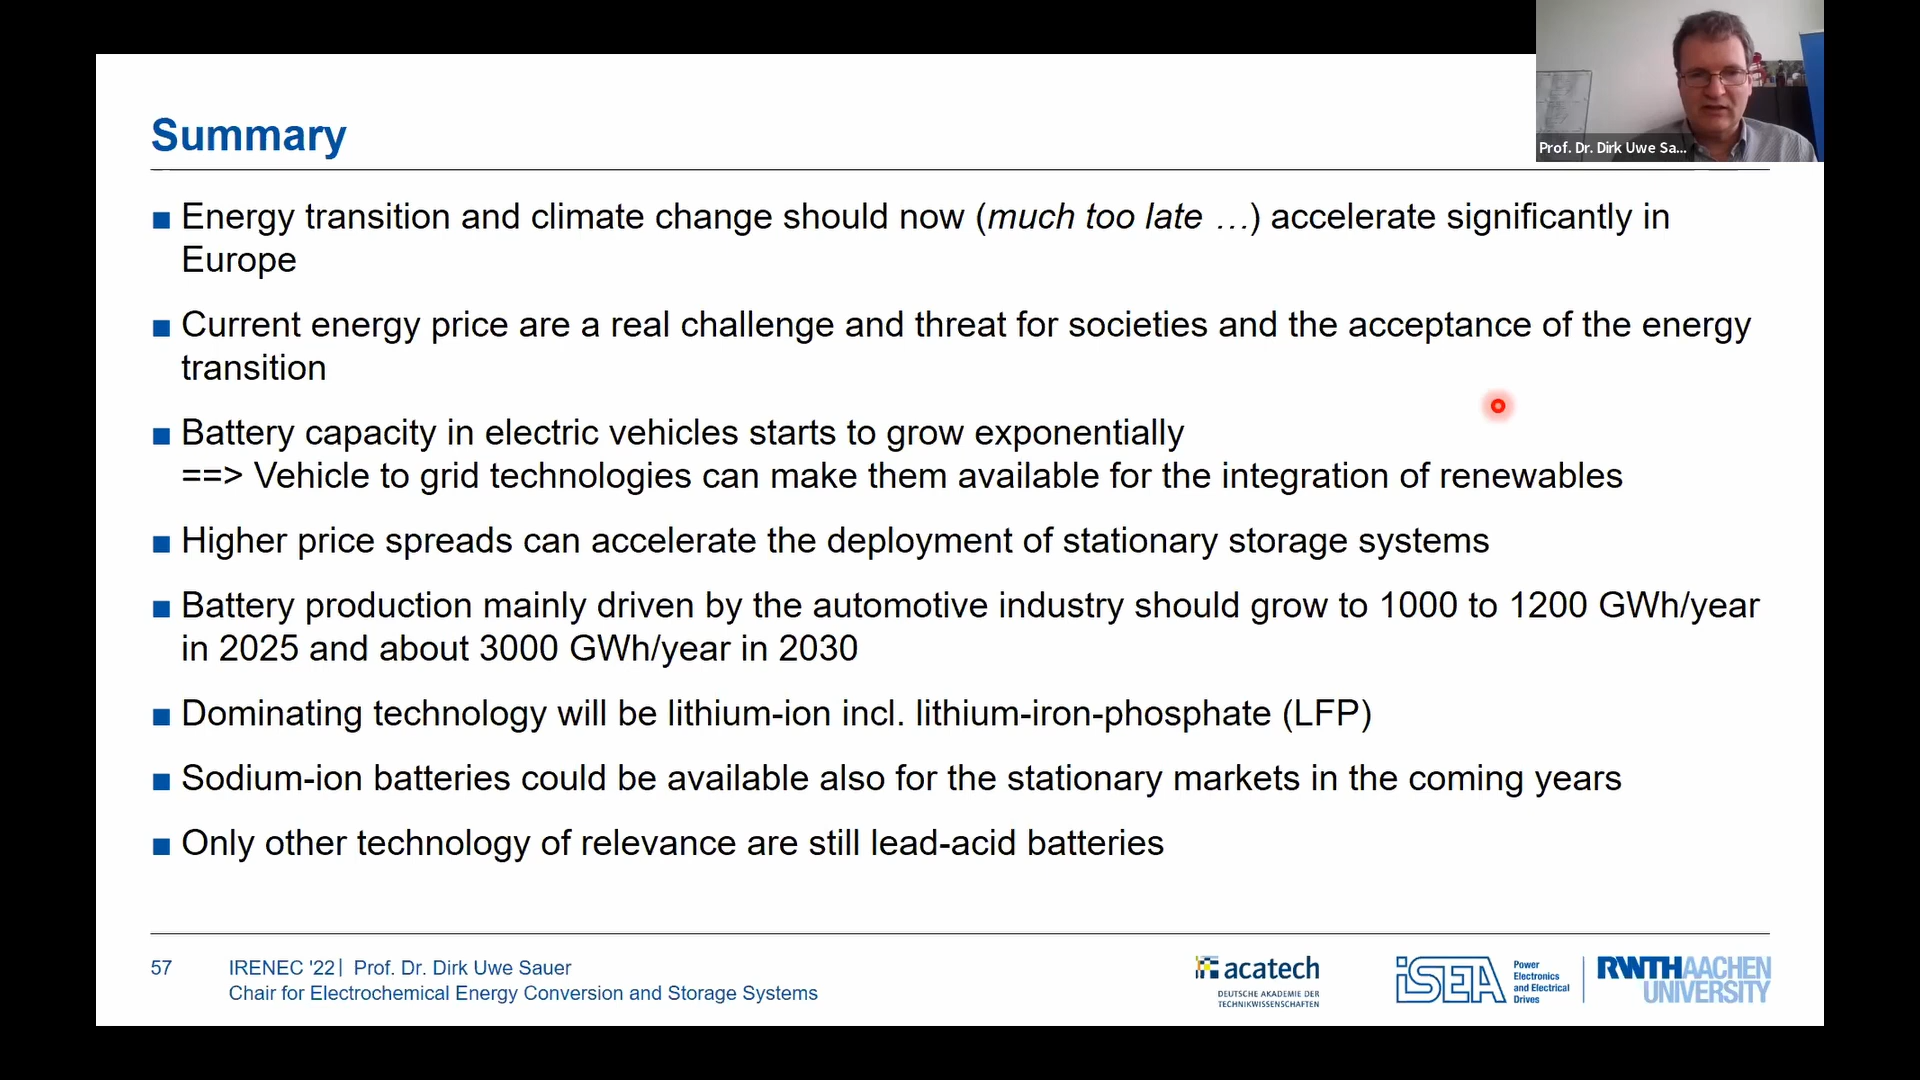 Prof. Dr. Dirk Uwe Sa...
Summary
■ Energy transition and climate change should now (much too late …) accelerate significantly in
Europe
■ Current energy price are a real challenge and threat for societies and the acceptance of the energy
transition
■ Battery capacity in electric vehicles starts to grow exponentially
==> Vehicle to grid technologies can make them available for the integration of renewables
■ Higher price spreads can accelerate the deployment of stationary storage systems
■ Battery production mainly driven by the automotive industry should grow to 1000 to 1200 GWh/year
in 2025 and about 3000 GWh/year in 2030
■ Dominating technology will be lithium-ion incl. lithium-iron-phosphate (LFP)
■ Sodium-ion batteries could be available also for the stationary markets in the coming years
■ Only other technology of relevance are still lead-acid batteries
57
IRENEC '22| Prof. Dr. Dirk Uwe Sauer
Chair for Electrochemical Energy Conversion and Storage Systems
acatech
DEUTSCHE AKADEMIE DER
TECHNIKWISSENSCHAFTEN
iSEA
Power
Electronics
and Electrical
Drives
RWTHAACHEN
UNIVERSITY